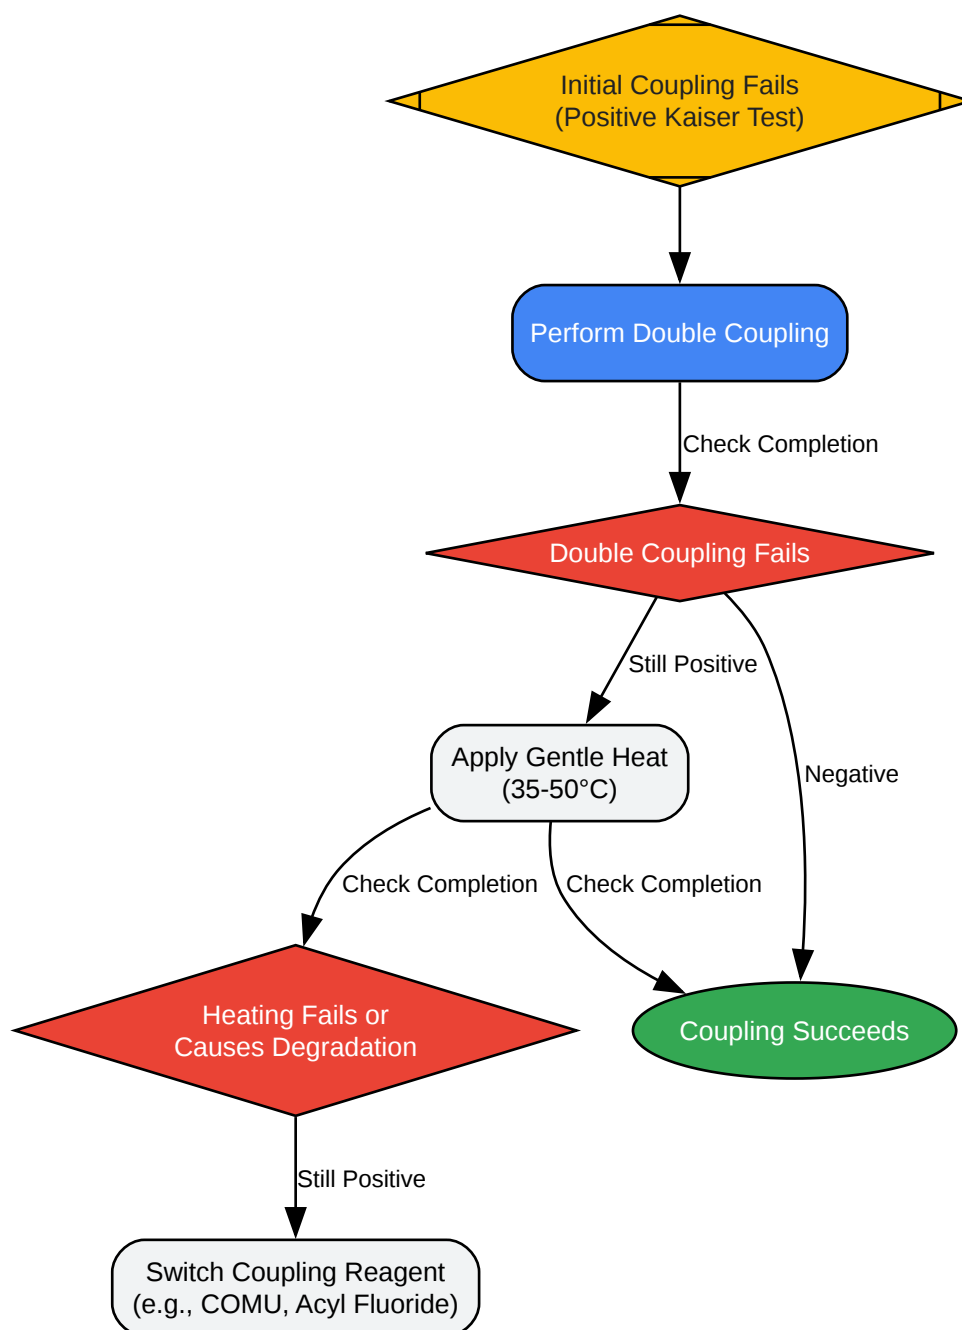 Initial Coupling Fails
(Positive Kaiser Test)
Perform Double Coupling
Check Completion
Double Coupling Fails
Still Positive
Apply Gentle Heat
(35-50°C)
Negative
Check Completion
Check Completion
Heating Fails or
Causes Degradation
Coupling Succeeds
Still Positive
Switch Coupling Reagent
(e.g., COMU, Acyl Fluoride)